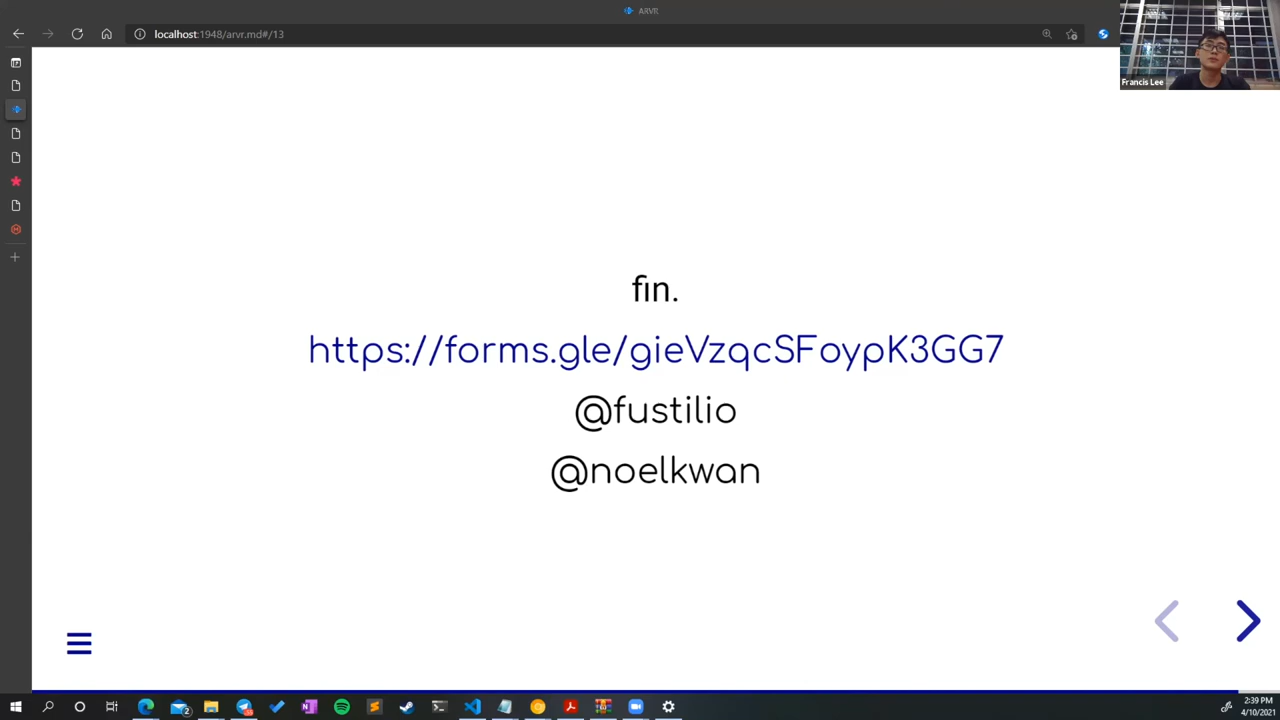 ARVR
localhost:1948/arvr.md#/13
Francis Lee
fin.
https://forms.gle/gieVzqcSFoypK3GG7
@fustilio
@noelkwan
2
2:39 PM
4/10/2021